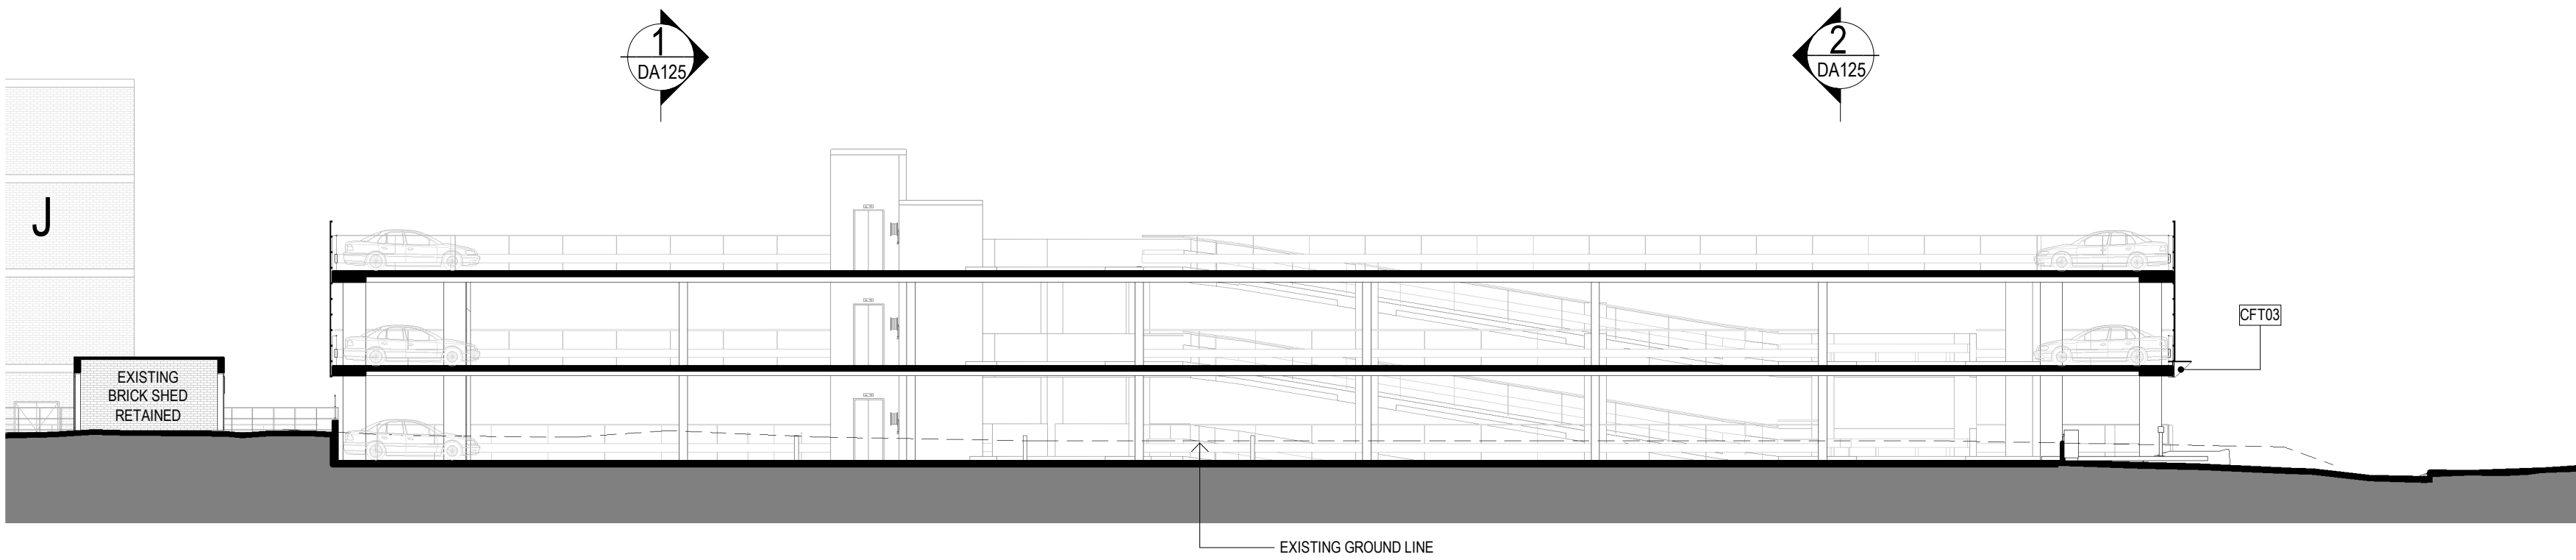 1
DA125
2
DA125
J
CFT03
EXISTING
BRICK SHED
RETAINED
EXISTING GROUND LINE